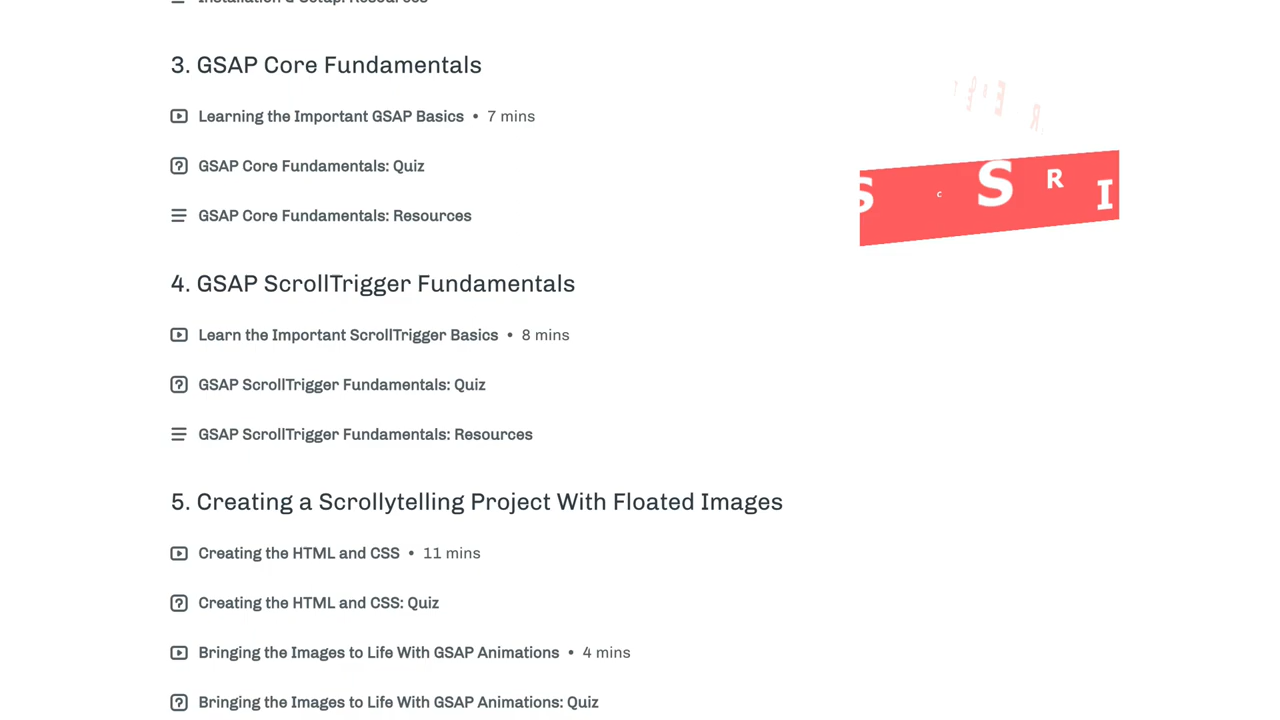 Installation & Setup: Resources
3. GSAP Core Fundamentals
Learning the Important GSAP Basics • 7 mins
GSAP Core Fundamentals: Quiz
GSAP Core Fundamentals: Resources
S c S R I
4. GSAP ScrollTrigger Fundamentals
Learn the Important ScrollTrigger Basics • 8 mins
GSAP ScrollTrigger Fundamentals: Quiz
GSAP ScrollTrigger Fundamentals: Resources
5. Creating a Scrollytelling Project With Floated Images
Creating the HTML and CSS • 11 mins
Creating the HTML and CSS: Quiz
Bringing the Images to Life With GSAP Animations • 4 mins
Bringing the Images to Life With GSAP Animations: Quiz